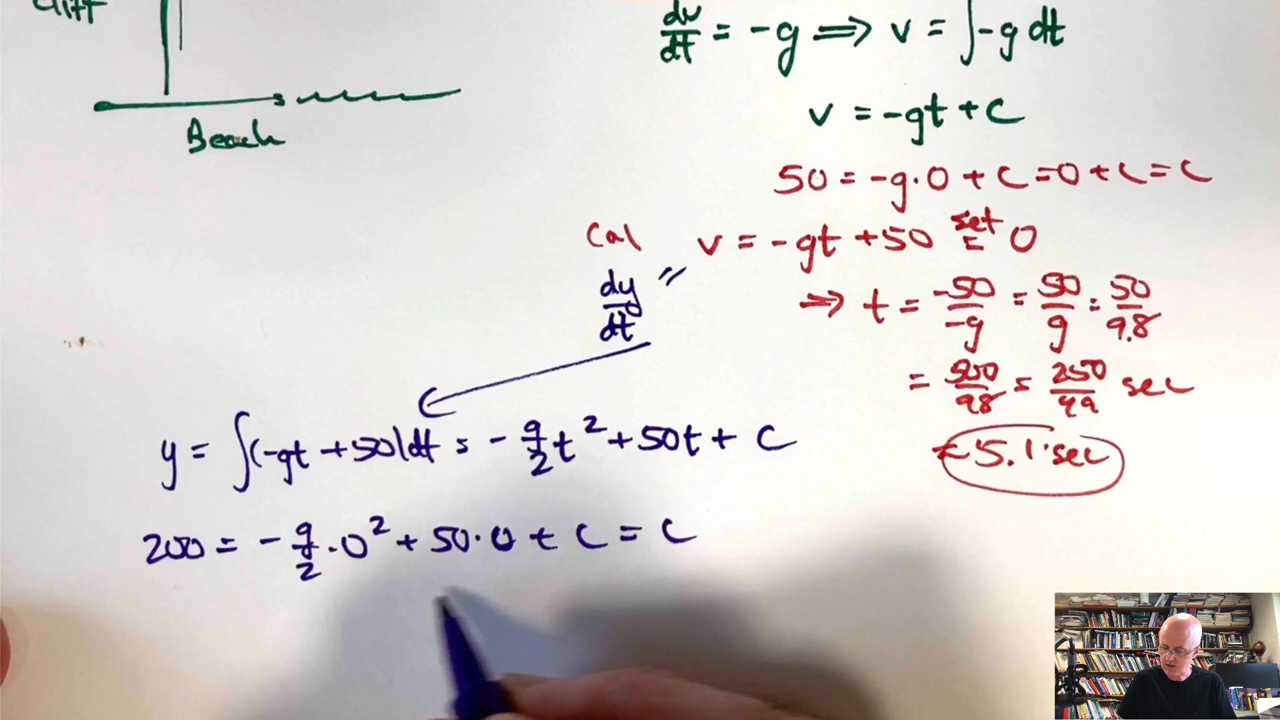 cliff
Beach
dv/dt = -g ⟹ v = ∫-g dt
v = -gt + C
50 = -g·0 + C = 0 + C = C
Cal v = -gt + 50 set = 0
dy/dt "
⟹ t = -50/-g = 50/g = 50/9.8
= 500/98 = 250/49 sec
≈ 5.1 sec
y = ∫(-gt + 50)dt = -g/2 t² + 50t + C
200 = -g/2 · 0² + 50·0 + C = C